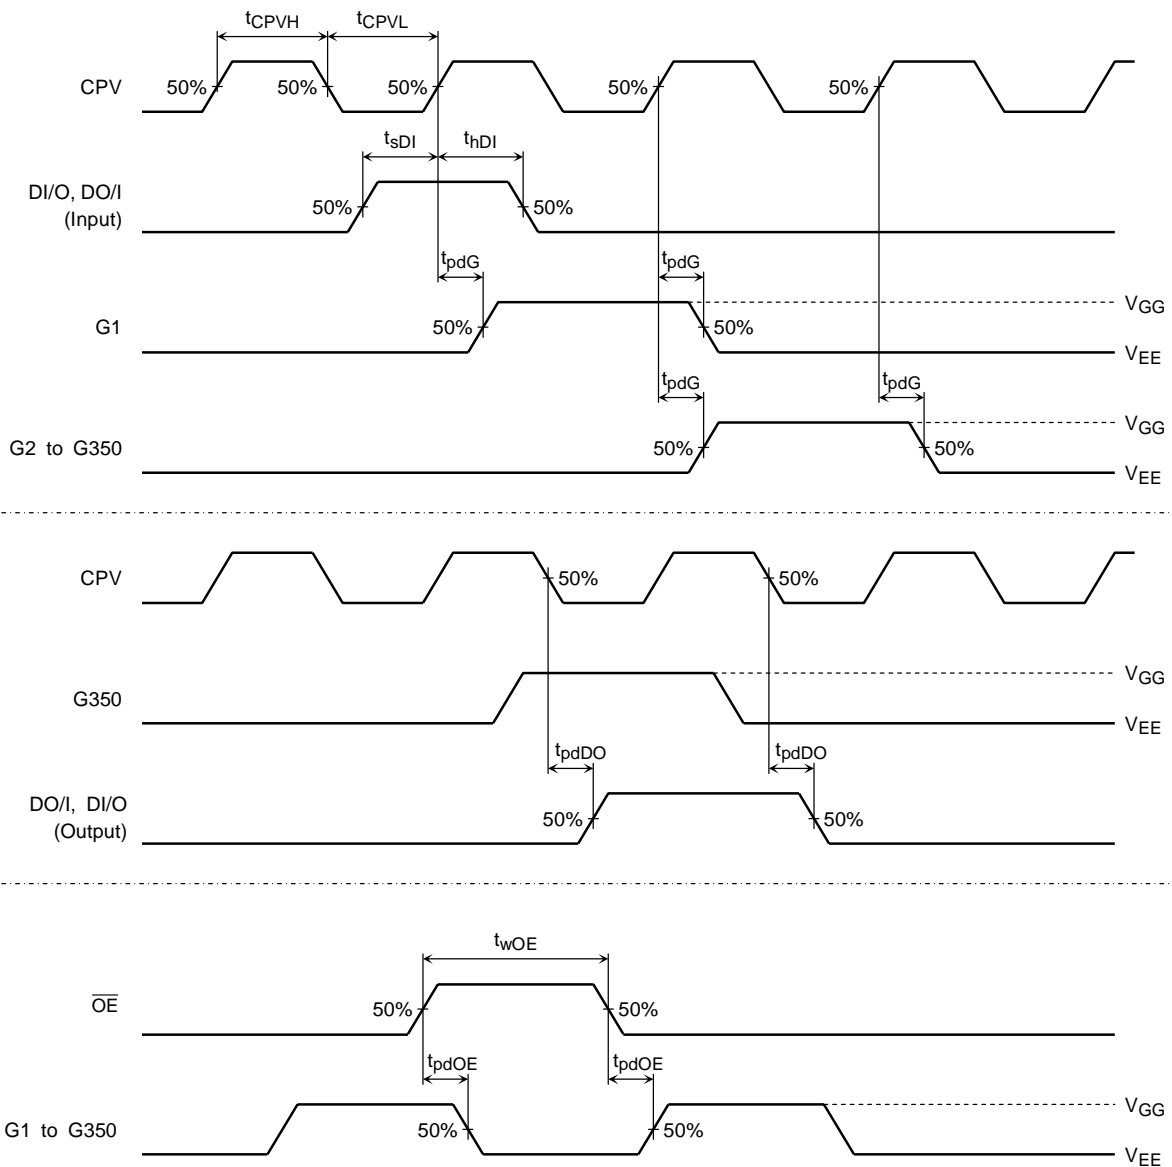 tCPVH tCPVL
CPV 50% 50% 50% 50% 50%
tsDI thDI
DI/O, DO/I
(Input)
50% 50%
tpdG tpdG
VGG
G1 50% 50%
VEE
tpdG tpdG
VGG
G2 to G350 50% 50%
VEE
CPV 50% 50%
VGG
G350
VEE
tpdDO tpdDO
DO/I, DI/O
(Output)
50% 50%
twOE
OE 50% 50%
tpdOE tpdOE
VGG
G1 to G350 50% 50%
VEE